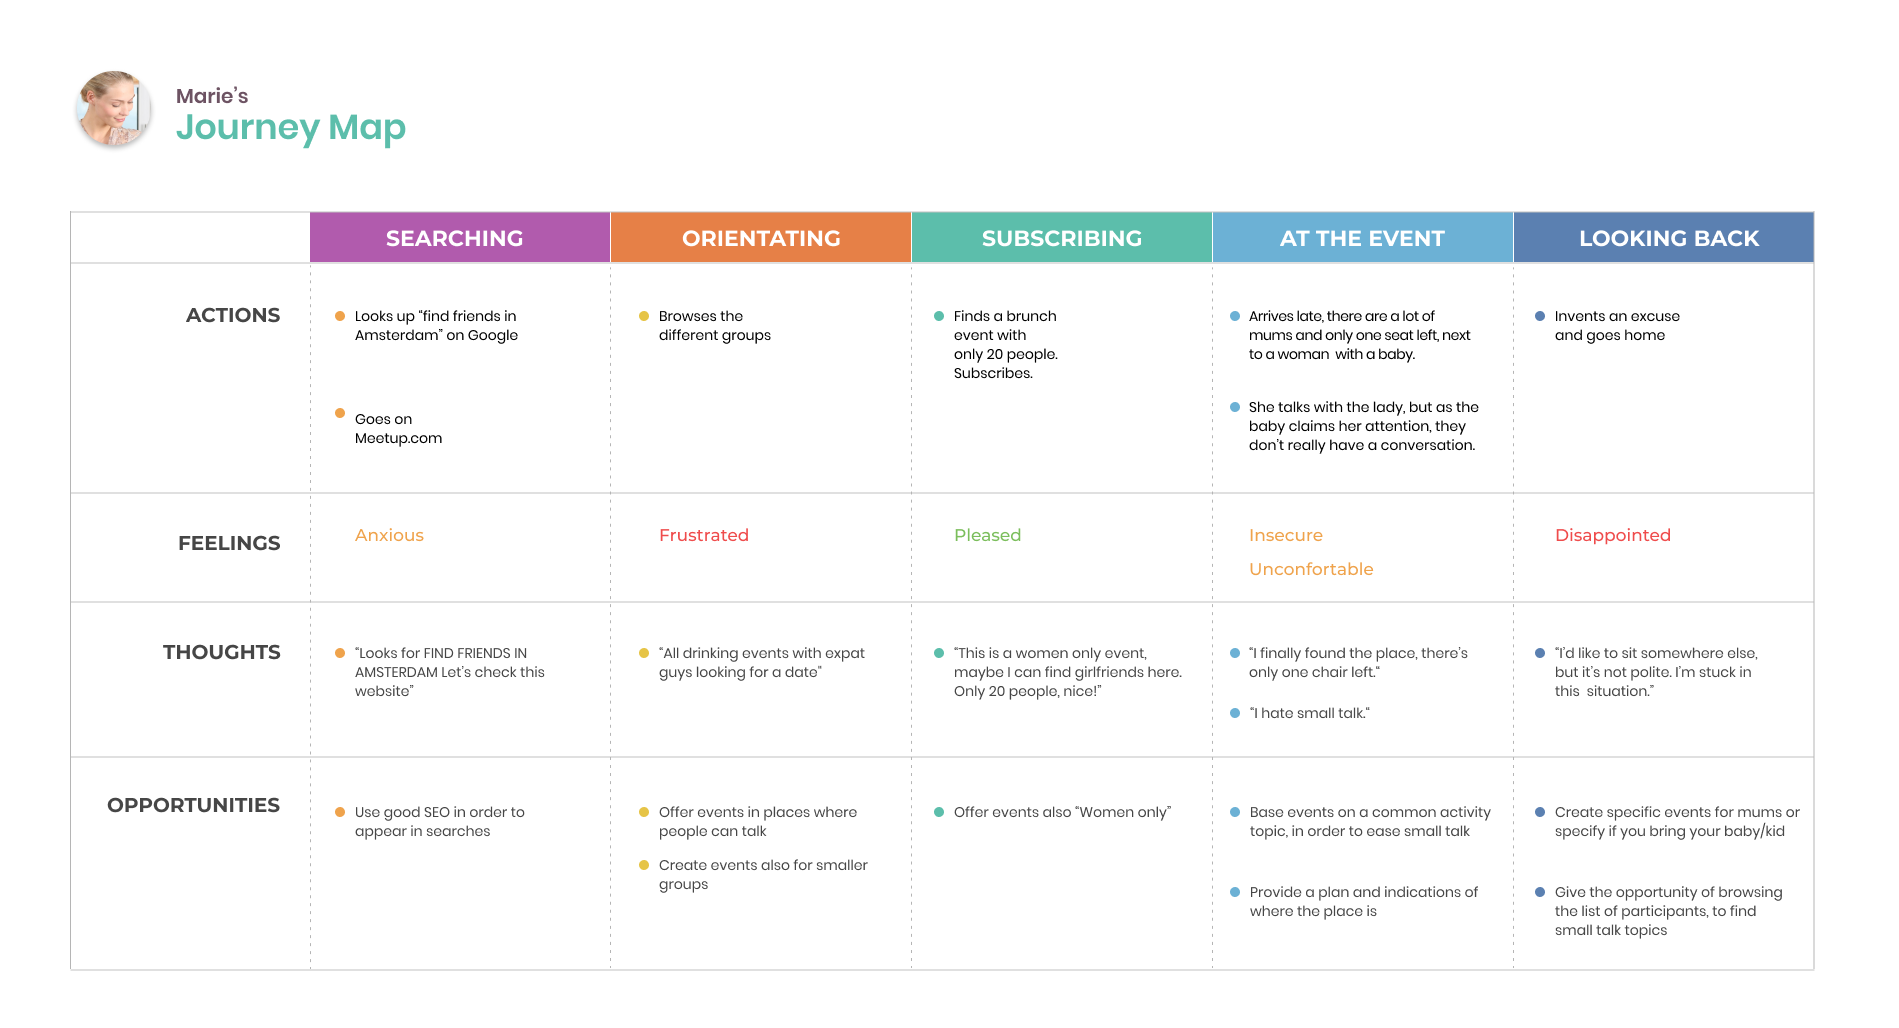 Marie's
Journey Map
SEARCHING
ORIENTATING
SUBSCRIBING
AT THE EVENT
LOOKING BACK
ACTIONS
Looks up “find friends in
Amsterdam” on Google
Goes on
Meetup.com
Browses the
different groups
Finds a brunch
event with
only 20 people.
Subscribes.
Arrives late, there are a lot of
mums and only one seat left, next
to a woman  with a baby.
She talks with the lady, but as the
baby claims her attention, they
don't really have a conversation.
Invents an excuse
and goes home
FEELINGS
Anxious
Frustrated
Pleased
Insecure
Unconfortable
Disappointed
THOUGHTS
“Looks for FIND FRIENDS IN
AMSTERDAM Let's check this
website”
“All drinking events with expat
guys looking for a date"
“This is a women only event,
maybe I can find girlfriends here.
Only 20 people, nice!”
“I finally found the place, there's
only one chair left.“
“I hate small talk.“
“I'd like to sit somewhere else,
but it's not polite. I'm stuck in
this  situation.”
OPPORTUNITIES
Use good SEO in order to
appear in searches
Offer events in places where
people can talk
Create events also for smaller
groups
Offer events also “Women only”
Base events on a common activity
topic, in order to ease small talk
Provide a plan and indications of
where the place is
Create specific events for mums or
specify if you bring your baby/kid
Give the opportunity of browsing
the list of participants, to find
small talk topics